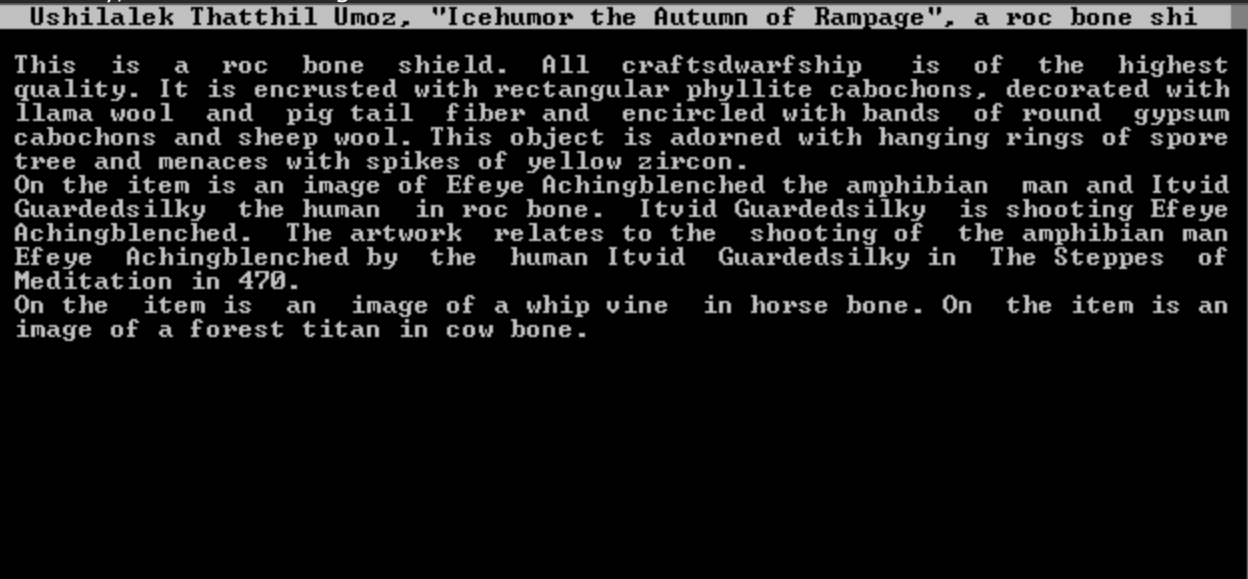 Ushilalek Thatthil Umoz, "Icehumor the Autumn of Rampage", a roc bone shi
This is a roc bone shield. All craftsdwarfship is of the highest
quality. It is encrusted with rectangular phyllite cabochons, decorated with
llama wool and pig tail fiber and encircled with bands of round gypsum
cabochons and sheep wool. This object is adorned with hanging rings of spore
tree and menaces with spikes of yellow zircon.
On the item is an image of Efeye Achingblenched the amphibian man and Itvid
Guardedsilky the human in roc bone. Itvid Guardedsilky is shooting Efeye
Achingblenched. The artwork relates to the shooting of the amphibian man
Efeye Achingblenched by the human Itvid Guardedsilky in The Steppes of
Meditation in 470.
On the item is an image of a whip vine in horse bone. On the item is an
image of a forest titan in cow bone.